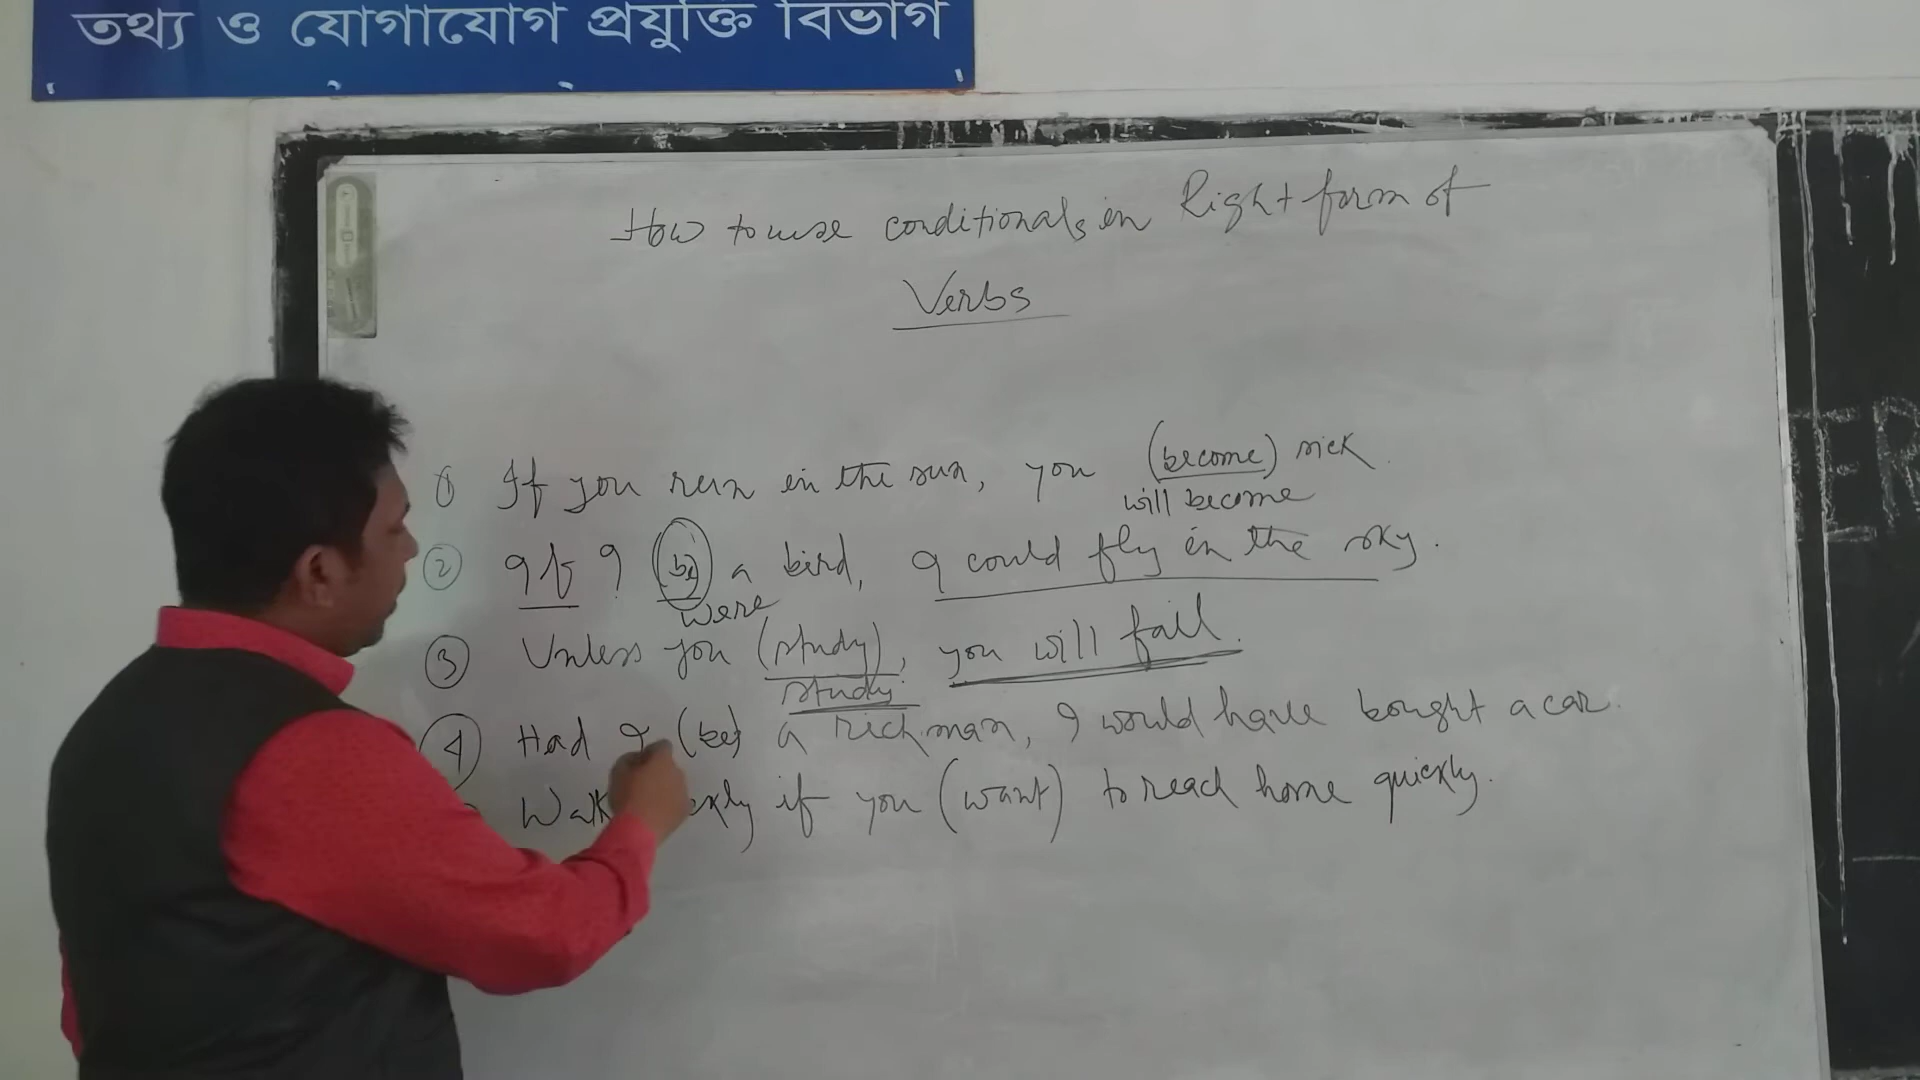 তথ্য ও যোগাযোগ প্রযুক্তি বিভাগ
How to use conditionals in Right form of
Verbs
① If you run in the sun, you (become) sick.
will become
② If I (be) a bird, I could fly in the sky.
were
③ Unless you (study), you will fail.
study
④ Had I (be) a rich man, I would have bought a car.
Walk if you (want) to reach home quickly.
ER